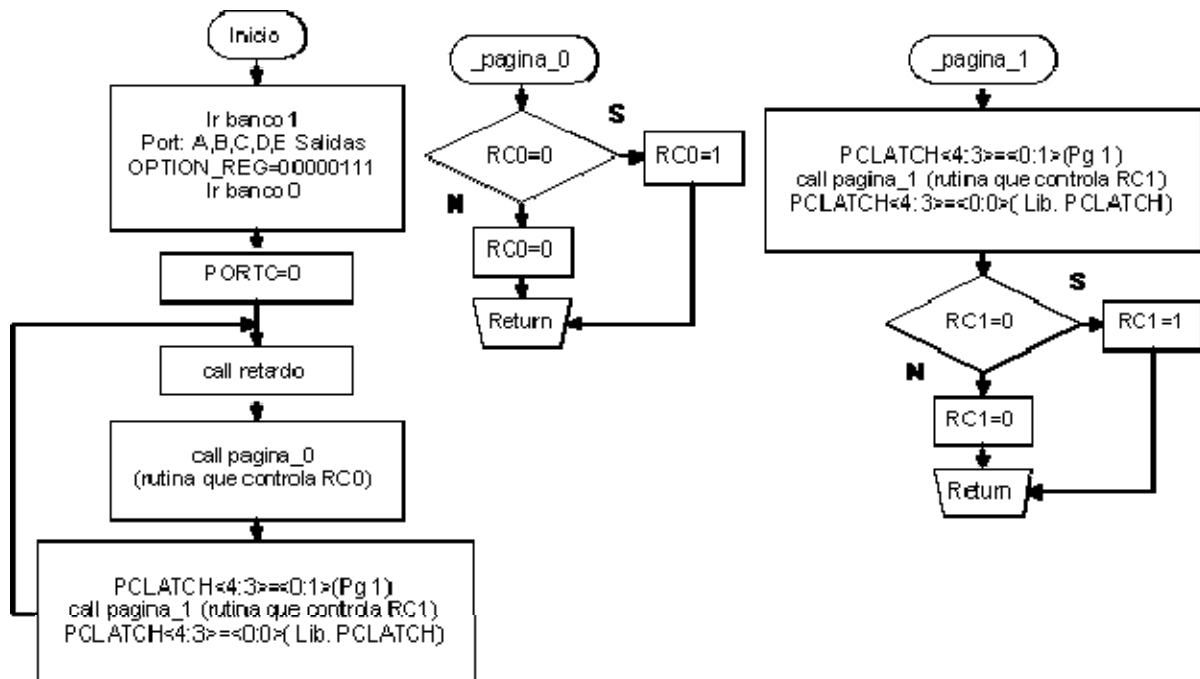 Inicio
Ir banco 1
Port: A,B,C,D,E Salidas
OPTION_REG=00000111
Ir banco 0
PORTC=0
call retardo
call pagina_0
(rutina que controla RC0)
PCLATCH<4:3>=<0:1>(Pg 1)
call pagina_1 (rutina que controla RC1)
PCLATCH<4:3>=<0:0>( Lib. PCLATCH)
_pagina_0
RC0=0
S
RC0=1
N
RC0=0
Return
_pagina_1
PCLATCH<4:3>=<0:1>(Pg 1)
call pagina_1 (rutina que controla RC1)
PCLATCH<4:3>=<0:0>( Lib. PCLATCH)
RC1=0
S
RC1=1
N
RC1=0
Return